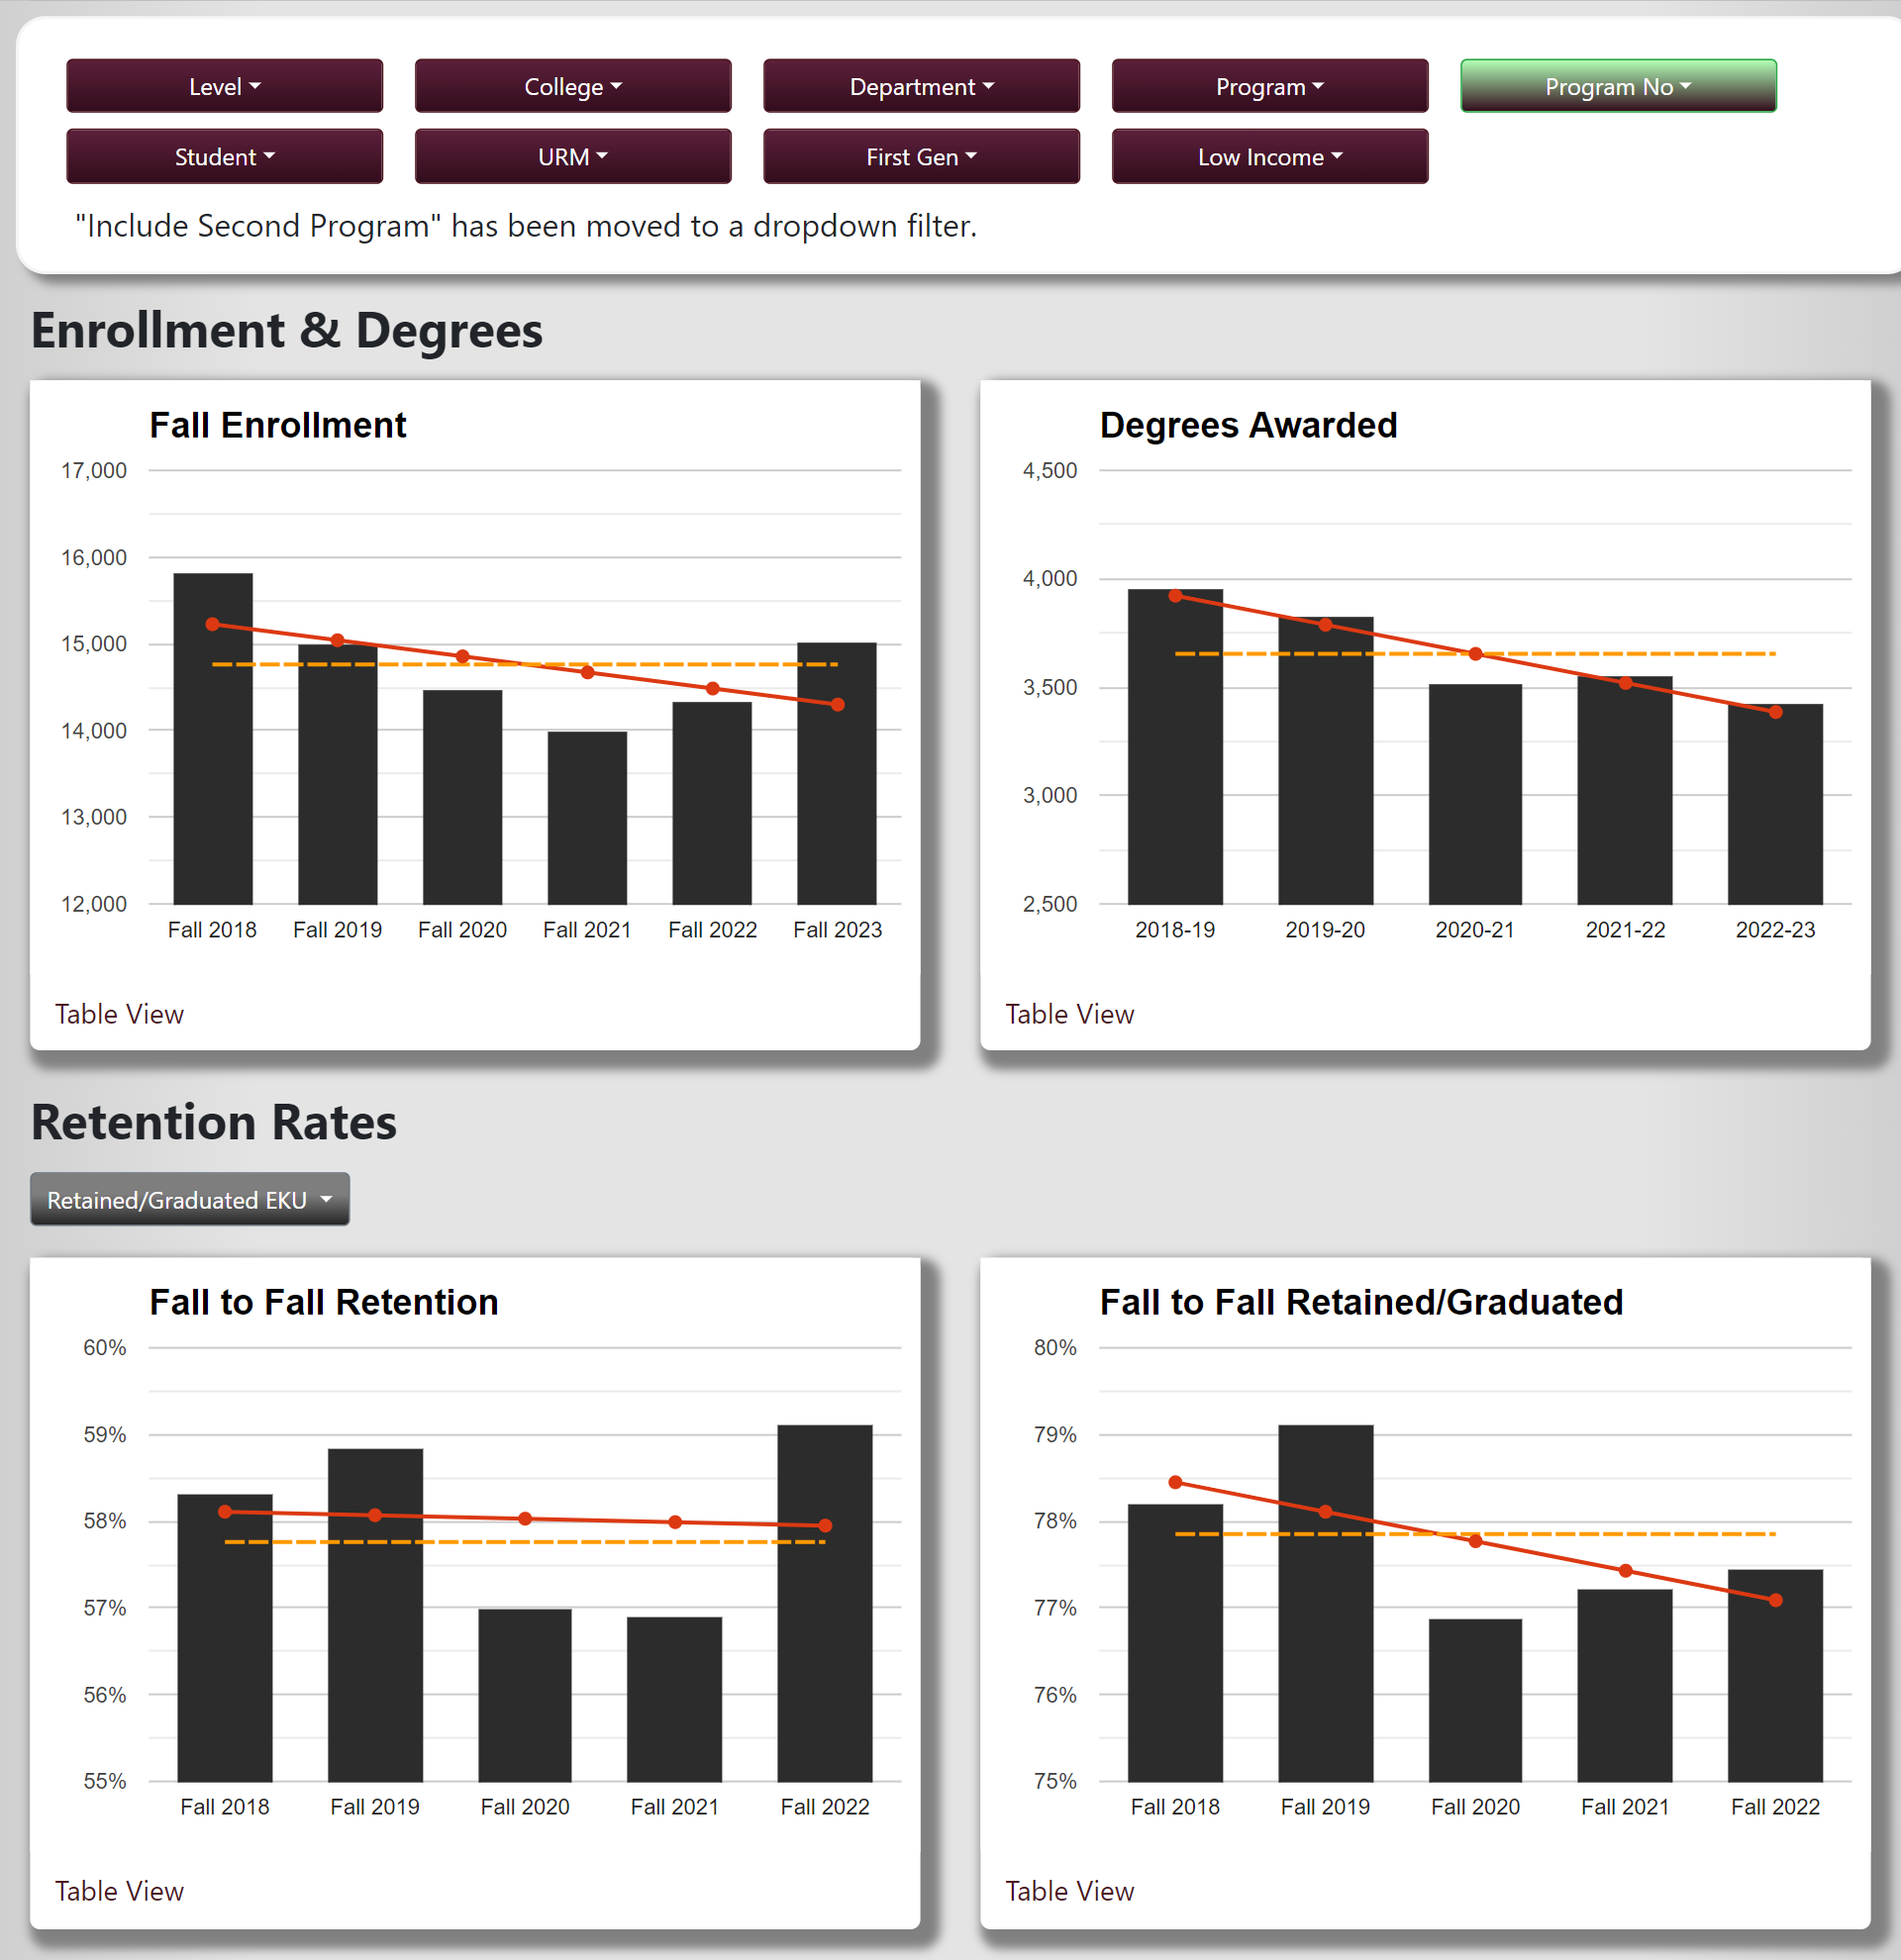 Level College Department Program Program No
Student URM First Gen Low Income
"Include Second Program" has been moved to a dropdown filter.
Enrollment & Degrees
Fall Enrollment
17,000
16,000
15,000
14,000
13,000
12,000
Fall 2018 Fall 2019 Fall 2020 Fall 2021 Fall 2022 Fall 2023
Table View
Degrees Awarded
4,500
4,000
3,500
3,000
2,500
2018-19 2019-20 2020-21 2021-22 2022-23
Table View
Retention Rates
Retained/Graduated EKU
Fall to Fall Retention
60%
59%
58%
57%
56%
55%
Fall 2018 Fall 2019 Fall 2020 Fall 2021 Fall 2022
Table View
Fall to Fall Retained/Graduated
80%
79%
78%
77%
76%
75%
Fall 2018 Fall 2019 Fall 2020 Fall 2021 Fall 2022
Table View